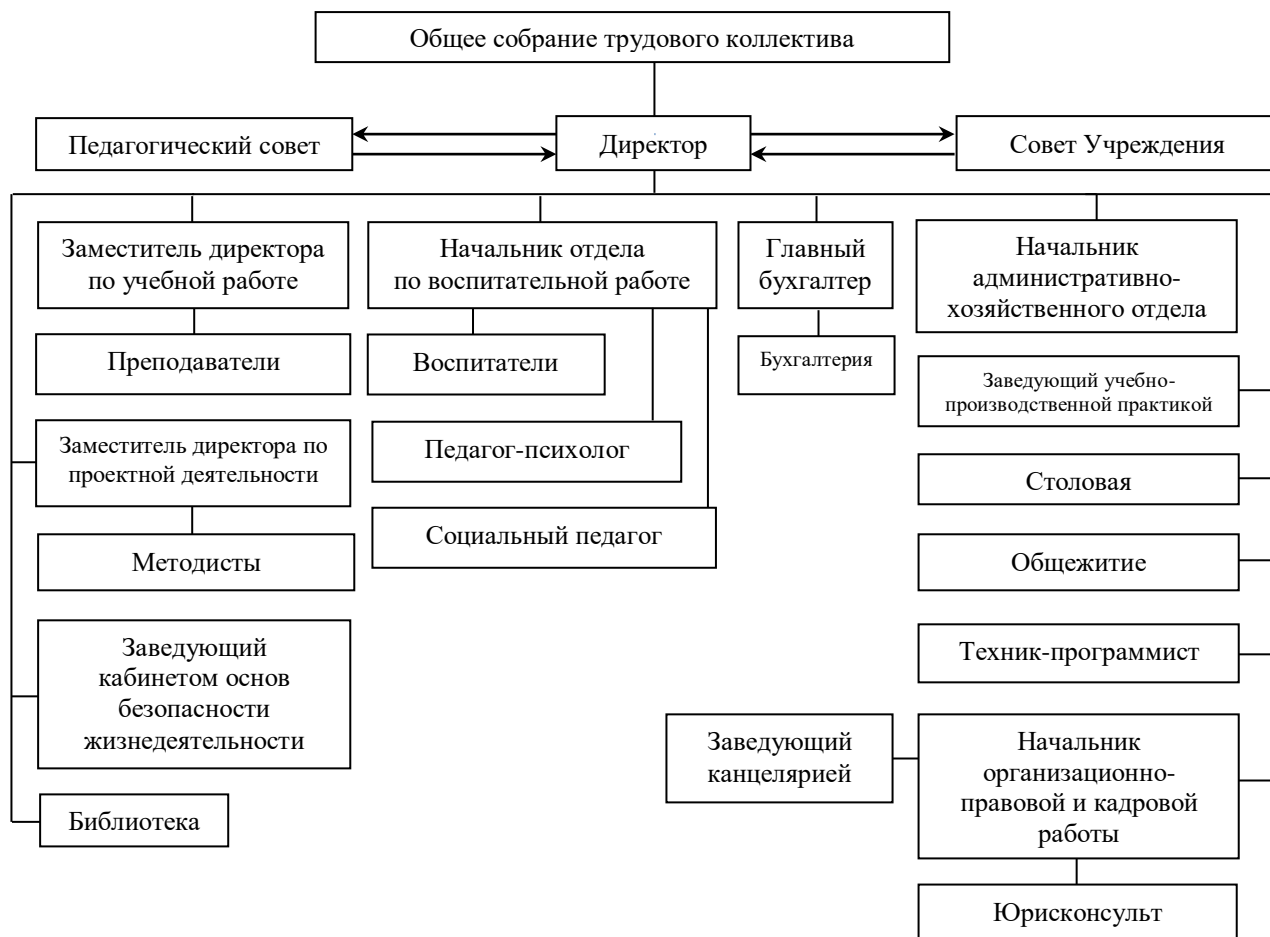 Общее собрание трудового коллектива
Педагогический совет
Директор
Совет Учреждения
Заместитель директора
по учебной работе
Начальник отдела
по воспитательной работе
Главный
бухгалтер
Начальник
административно-
хозяйственного отдела
Преподаватели
Воспитатели
Бухгалтерия
Заведующий учебно-
производственной практикой
Заместитель директора по
проектной деятельности
Педагог-психолог
Столовая
Методисты
Социальный педагог
Общежитие
Заведующий
кабинетом основ
безопасности
жизнедеятельности
Техник-программист
Заведующий
канцелярией
Начальник
организационно-
правовой и кадровой
работы
Библиотека
Юрисконсульт